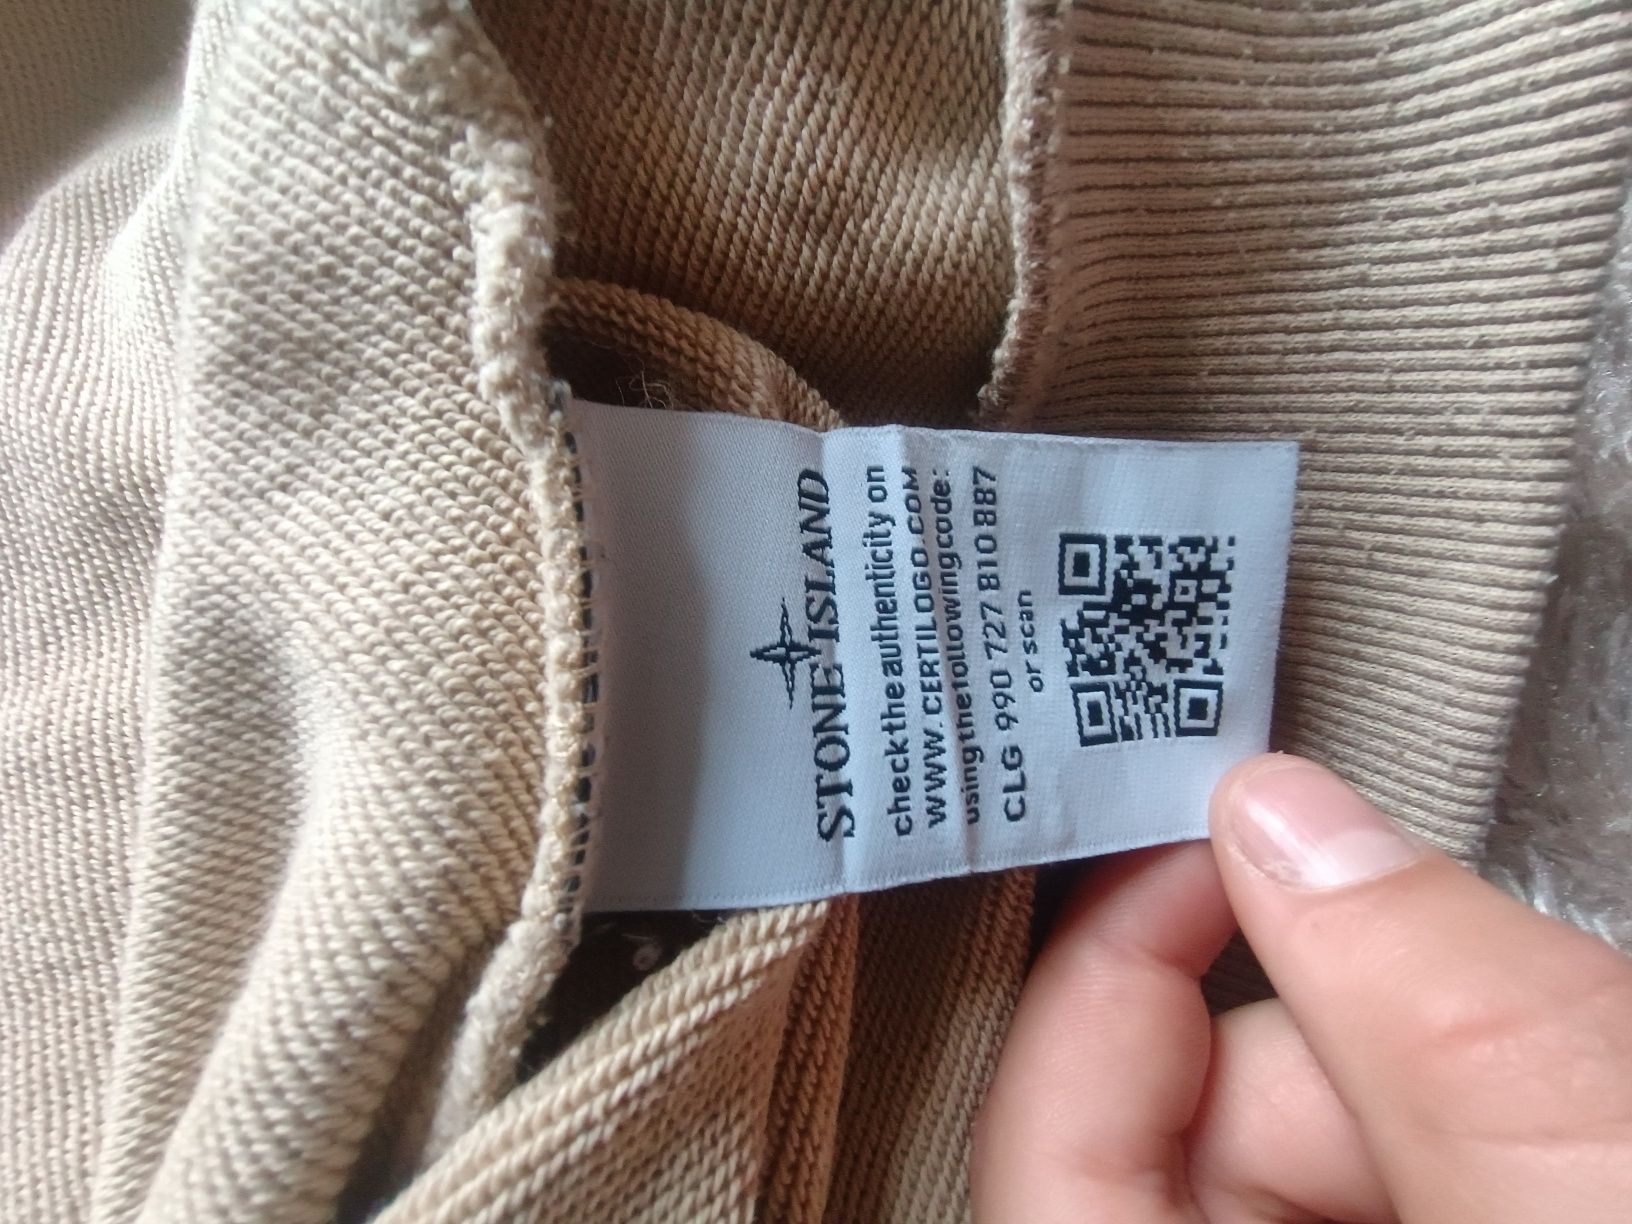 STONE ISLAND
check the authenticity on
WWW.CERTILOGO.COM
using the following code:
CLG 990 727 810 887
or scan